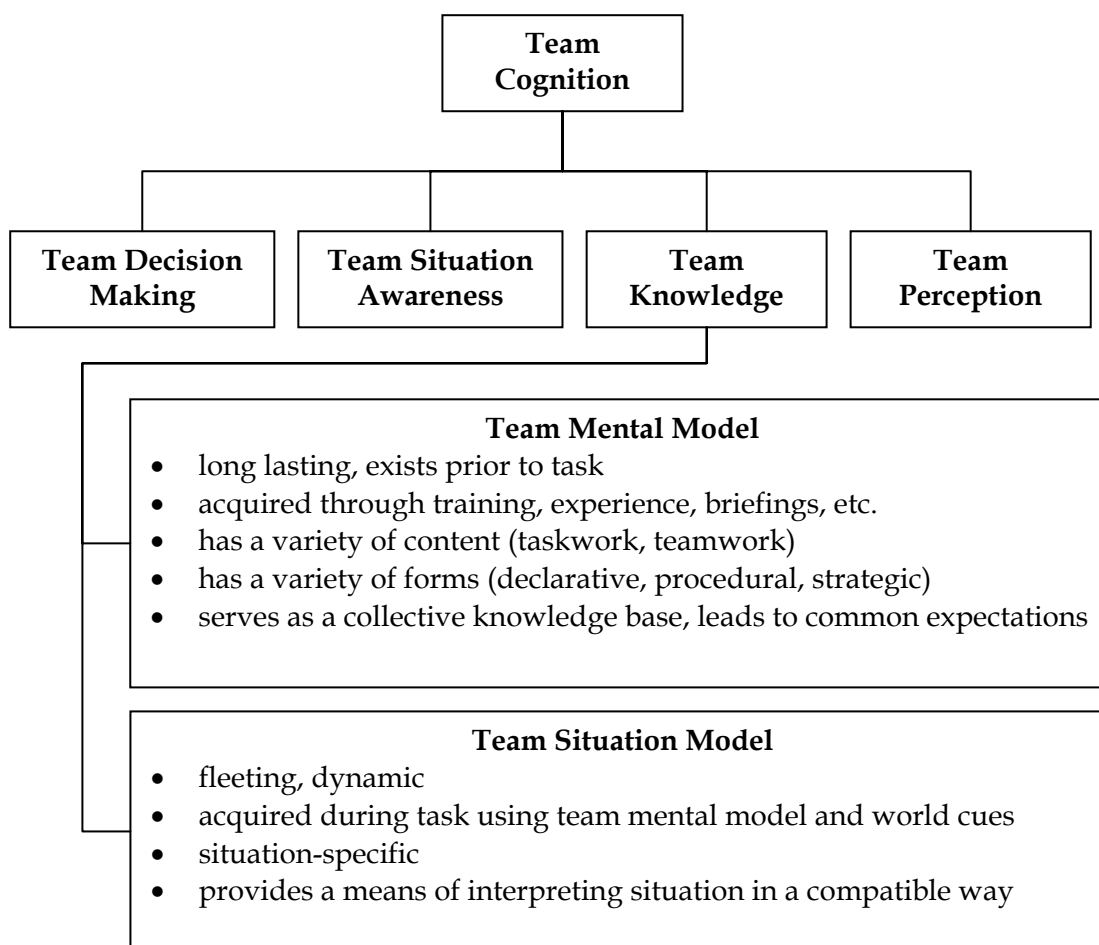 Team
Cognition
Team Decision
Making
Team Situation
Awareness
Team
Knowledge
Team
Perception
Team Mental Model
• long lasting, exists prior to task
• acquired through training, experience, briefings, etc.
• has a variety of content (taskwork, teamwork)
• has a variety of forms (declarative, procedural, strategic)
• serves as a collective knowledge base, leads to common expectations
Team Situation Model
• fleeting, dynamic
• acquired during task using team mental model and world cues
• situation-specific
• provides a means of interpreting situation in a compatible way